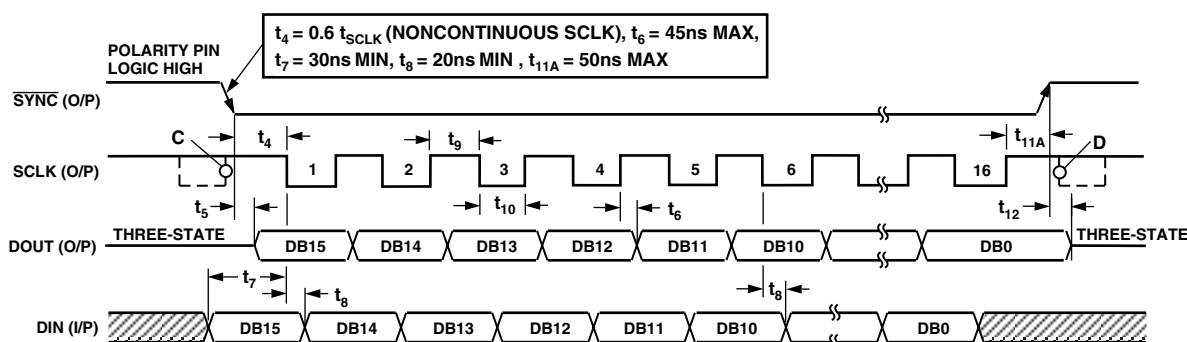 t4 = 0.6 tSCLK (NONCONTINUOUS SCLK), t6 = 45ns MAX,
t7 = 30ns MIN, t8 = 20ns MIN , t11A = 50ns MAX
POLARITY PIN
LOGIC HIGH
SYNC (O/P)
C t4 t9 t11A D
SCLK (O/P) 1 2 3 4 5 6 16
t5 t10 t6 t12
DOUT (O/P) THREE-STATE DB15 DB14 DB13 DB12 DB11 DB10 DB0 THREE-STATE
t7 t8 t8
DIN (I/P) DB15 DB14 DB13 DB12 DB11 DB10 DB0